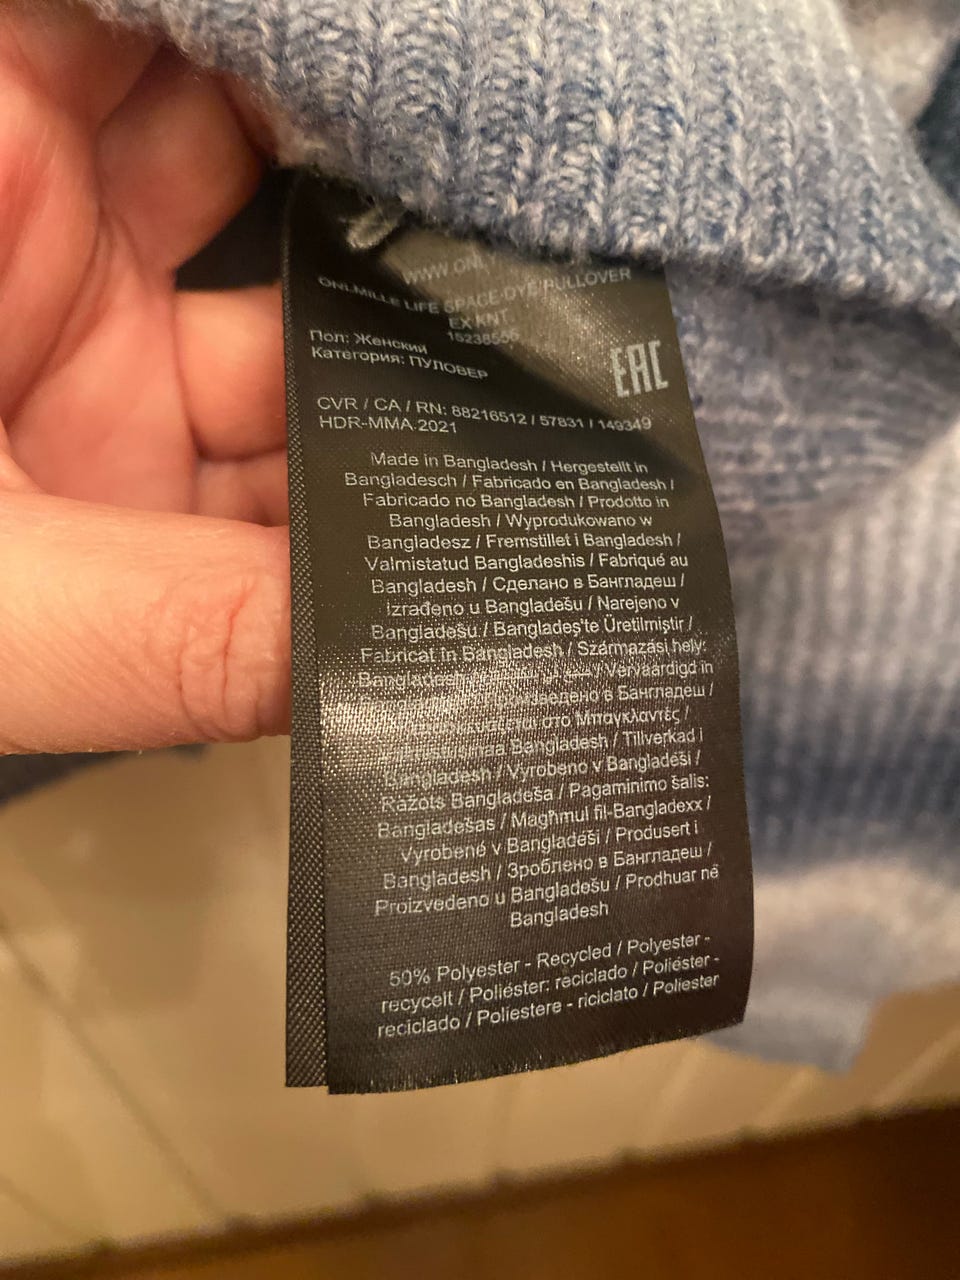 WWW.ONLY
ONLMILLE LIFE SPACE-DYE PULLOVER
EX KNT
Пол: Женский
Категория: ПУЛОВЕР
EAC
CVR / CA / RN: 88216512 / 57831 / 149349
HDR-MMA 2021
Made in Bangladesh / Hergestellt in
Bangladesch / Fabricado en Bangladesh /
Fabricado no Bangladesh / Prodotto in
Bangladesh / Wyprodukowano w
Bangladesz / Fremstillet i Bangladesh /
Valmistatud Bangladeshis / Fabriqué au
Bangladesh / Сделано в Бангладеш /
Izrađeno u Bangladešu / Narejeno v
Bangladešu / Bangladeş'te Üretilmiştir /
Fabricat în Bangladesh / Származási hely:
Bangladesh Vervaardigd in
в Бангладеш /
στο Μπαγκλαντές /
Bangladesh / Tillverkad i
Bangladesh / Vyrobeno v Bangladéši /
Ražots Bangladeša / Pagaminimo šalis:
Bangladešas / Magħmul fil-Bangladexx /
Vyrobené v Bangladéši / Produsert i
Bangladesh / Зроблено в Бангладеш /
Proizvedeno u Bangladešu / Prodhuar në
Bangladesh
50% Polyester - Recycled / Polyester -
recycelt / Poliéster: reciclado / Poliéster -
reciclado / Poliestere - riciclato / Poliester